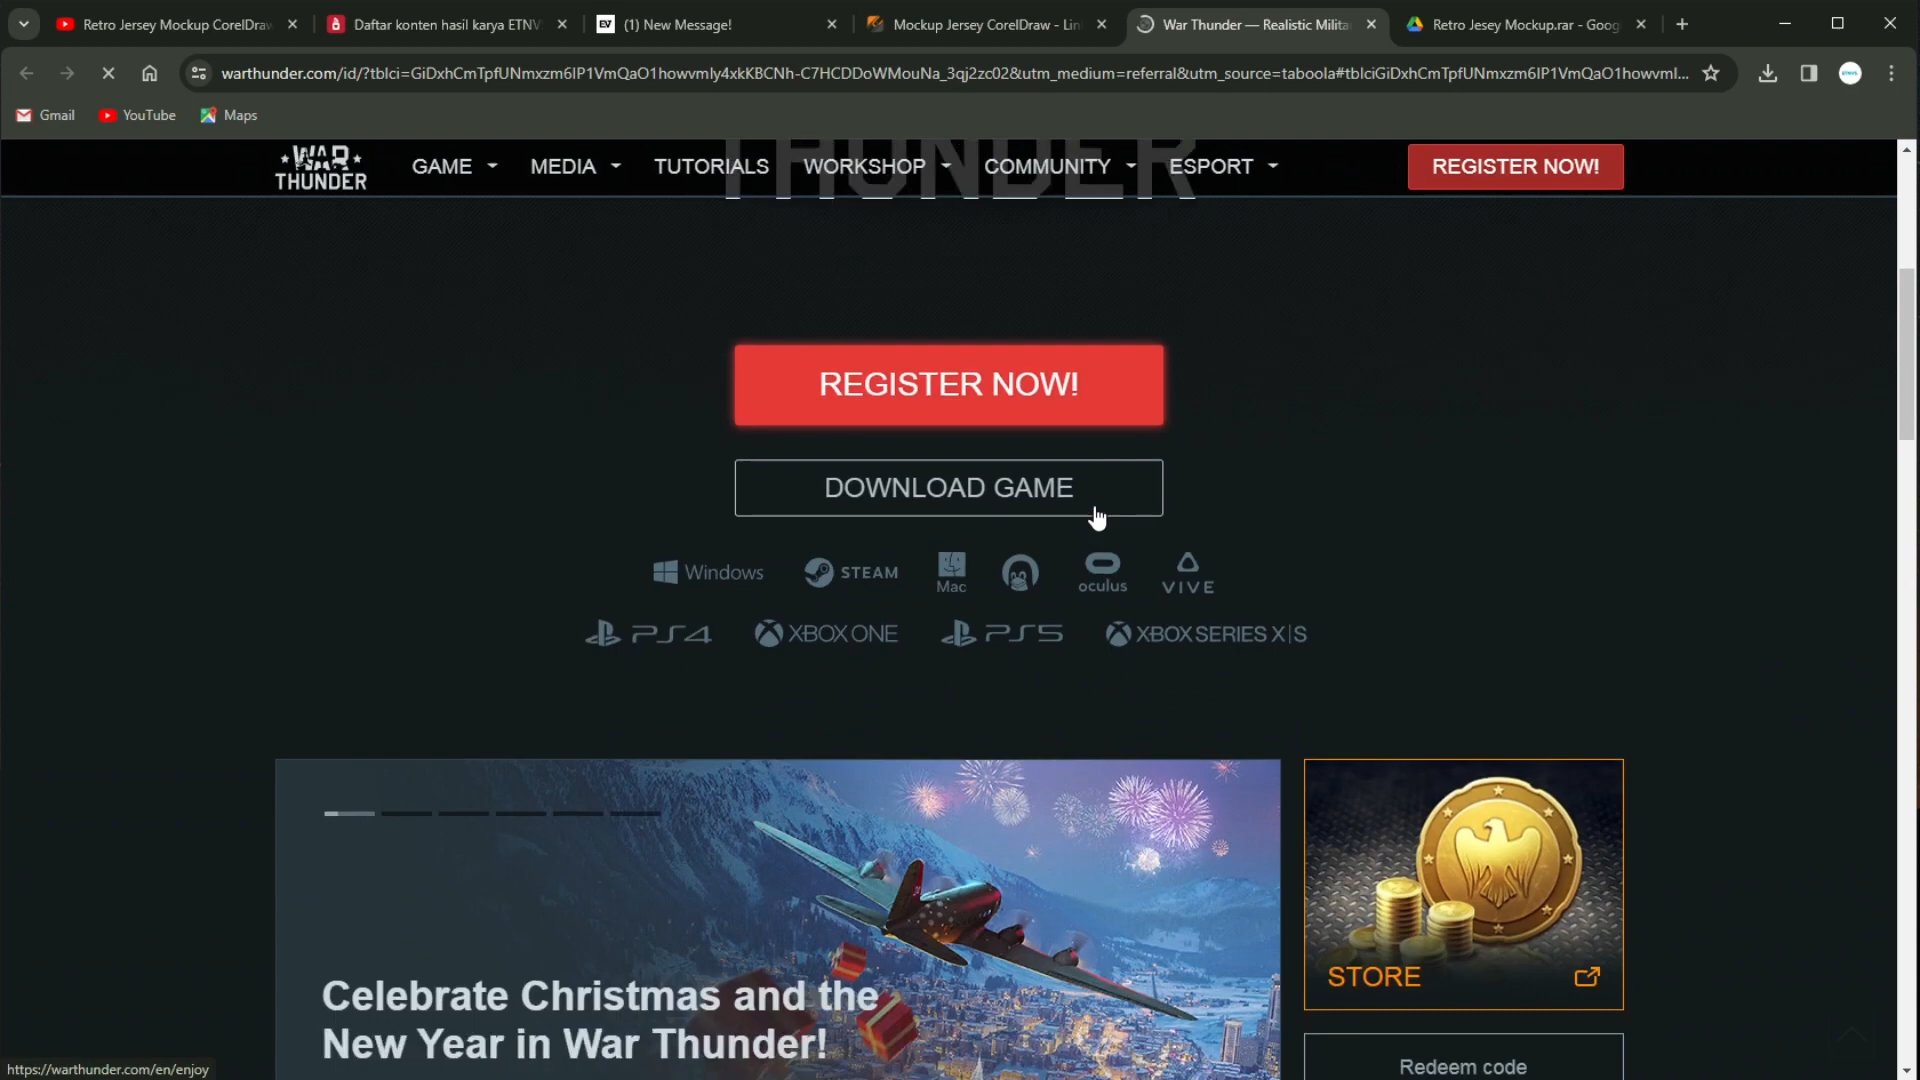 Retro Jersey Mockup CorelDraw
Daftar konten hasil karya ETNV
EV (1) New Message!
Mockup Jersey CorelDraw - Lin
War Thunder — Realistic Milita
Retro Jesey Mockup.rar - Goog
warthunder.com/id/?tblci=GiDxhCmTpfUNmxzm6IP1VmQaO1howvmly4xkKBCNh-C7HCDDoWMouNa_3qj2zc02&utm_medium=referral&utm_source=taboola#tblciGiDxhCmTpfUNmxzm6IP1VmQaO1howvml...
Gmail YouTube Maps
THUNDER
WAR THUNDER
GAME MEDIA TUTORIALS WORKSHOP COMMUNITY ESPORT REGISTER NOW!
REGISTER NOW!
DOWNLOAD GAME
Windows STEAM Mac oculus VIVE
PS4 XBOX ONE PS5 XBOX SERIES X|S
Celebrate Christmas and the
New Year in War Thunder!
STORE
Redeem code
https://warthunder.com/en/enjoy